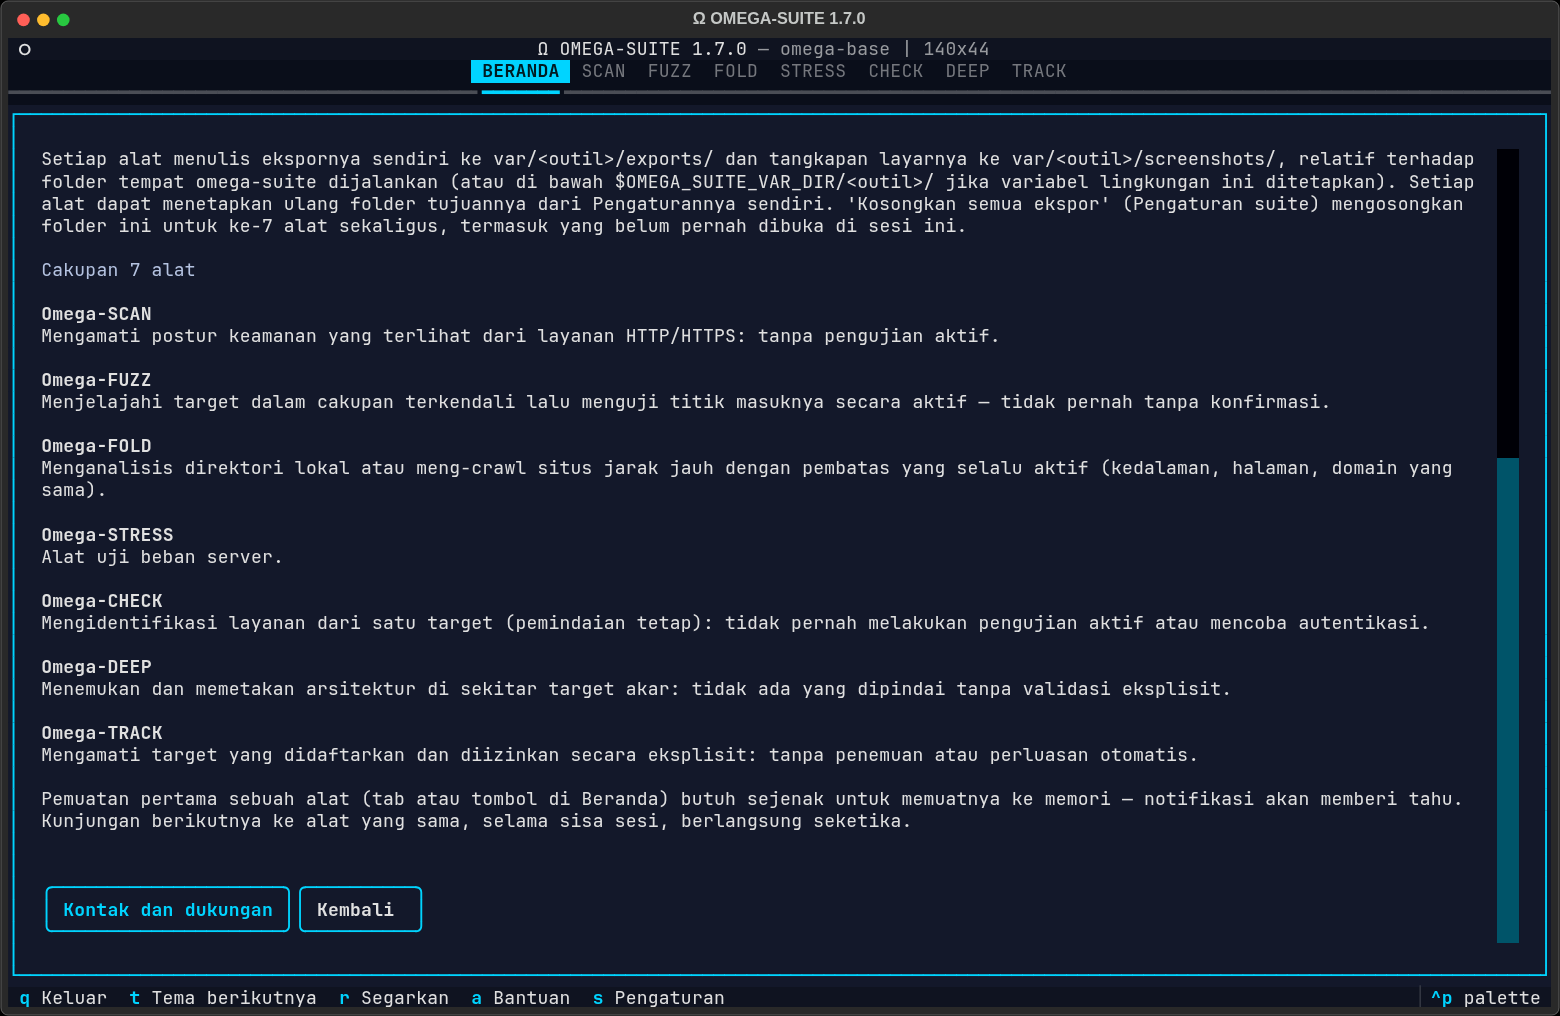 Ω OMEGA-SUITE 1.7.0
Ω OMEGA-SUITE 1.7.0 — omega-base | 140x44
BERANDA SCAN FUZZ FOLD STRESS CHECK DEEP TRACK
Setiap alat menulis ekspornya sendiri ke var/<outil>/exports/ dan tangkapan layarnya ke var/<outil>/screenshots/, relatif terhadap
folder tempat omega-suite dijalankan (atau di bawah $OMEGA_SUITE_VAR_DIR/<outil>/ jika variabel lingkungan ini ditetapkan). Setiap
alat dapat menetapkan ulang folder tujuannya dari Pengaturannya sendiri. 'Kosongkan semua ekspor' (Pengaturan suite) mengosongkan
folder ini untuk ke-7 alat sekaligus, termasuk yang belum pernah dibuka di sesi ini.
Cakupan 7 alat
Omega-SCAN
Mengamati postur keamanan yang terlihat dari layanan HTTP/HTTPS: tanpa pengujian aktif.
Omega-FUZZ
Menjelajahi target dalam cakupan terkendali lalu menguji titik masuknya secara aktif — tidak pernah tanpa konfirmasi.
Omega-FOLD
Menganalisis direktori lokal atau meng-crawl situs jarak jauh dengan pembatas yang selalu aktif (kedalaman, halaman, domain yang
sama).
Omega-STRESS
Alat uji beban server.
Omega-CHECK
Mengidentifikasi layanan dari satu target (pemindaian tetap): tidak pernah melakukan pengujian aktif atau mencoba autentikasi.
Omega-DEEP
Menemukan dan memetakan arsitektur di sekitar target akar: tidak ada yang dipindai tanpa validasi eksplisit.
Omega-TRACK
Mengamati target yang didaftarkan dan diizinkan secara eksplisit: tanpa penemuan atau perluasan otomatis.
Pemuatan pertama sebuah alat (tab atau tombol di Beranda) butuh sejenak untuk memuatnya ke memori — notifikasi akan memberi tahu.
Kunjungan berikutnya ke alat yang sama, selama sisa sesi, berlangsung seketika.
Kontak dan dukungan Kembali
q Keluar t Tema berikutnya r Segarkan a Bantuan s Pengaturan ^p palette